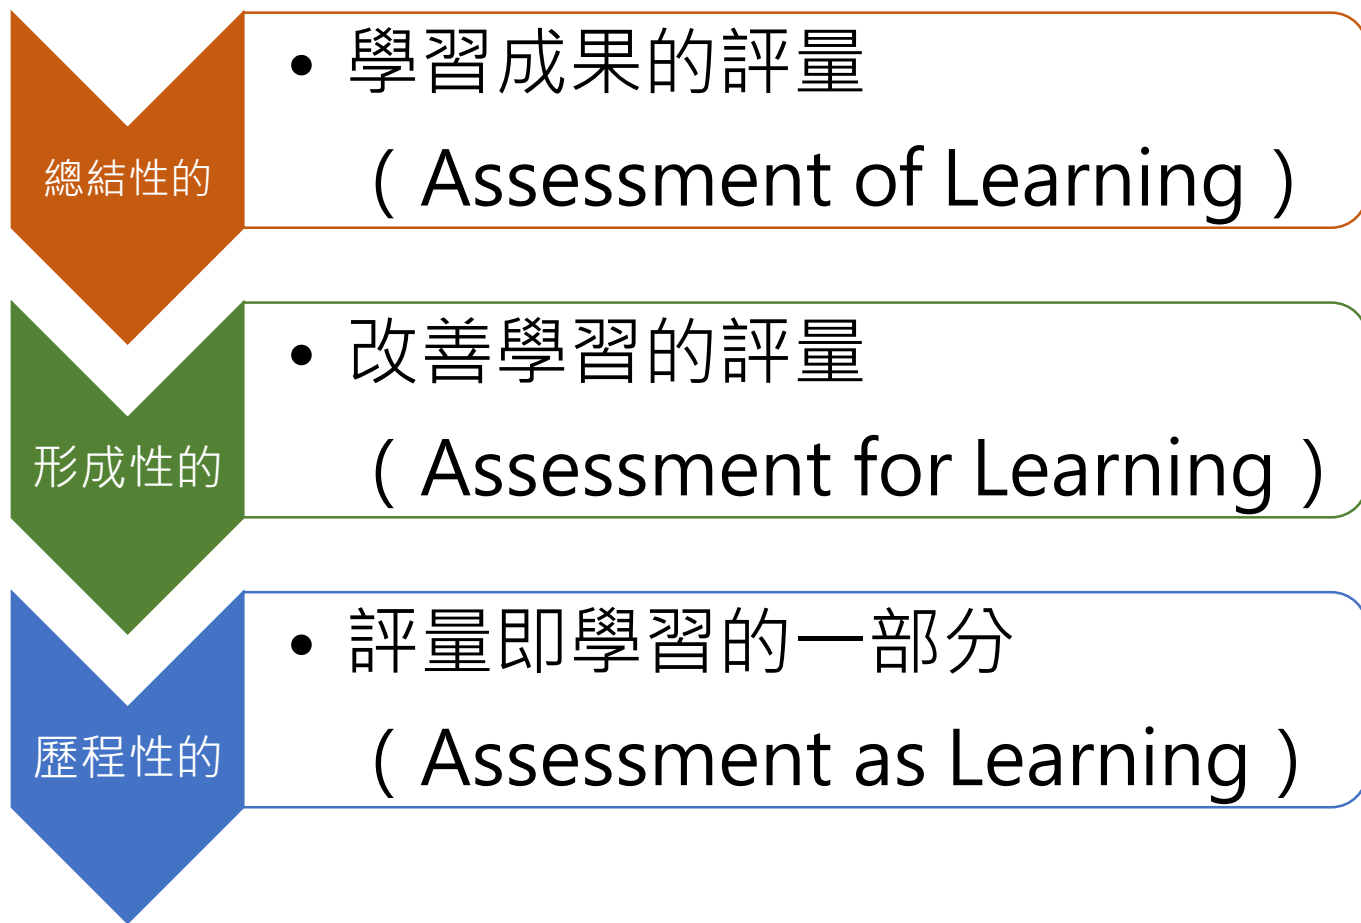 總結性的
• 學習成果的評量
（Assessment of Learning）
形成性的
• 改善學習的評量
（Assessment for Learning）
歷程性的
• 評量即學習的一部分
（Assessment as Learning）